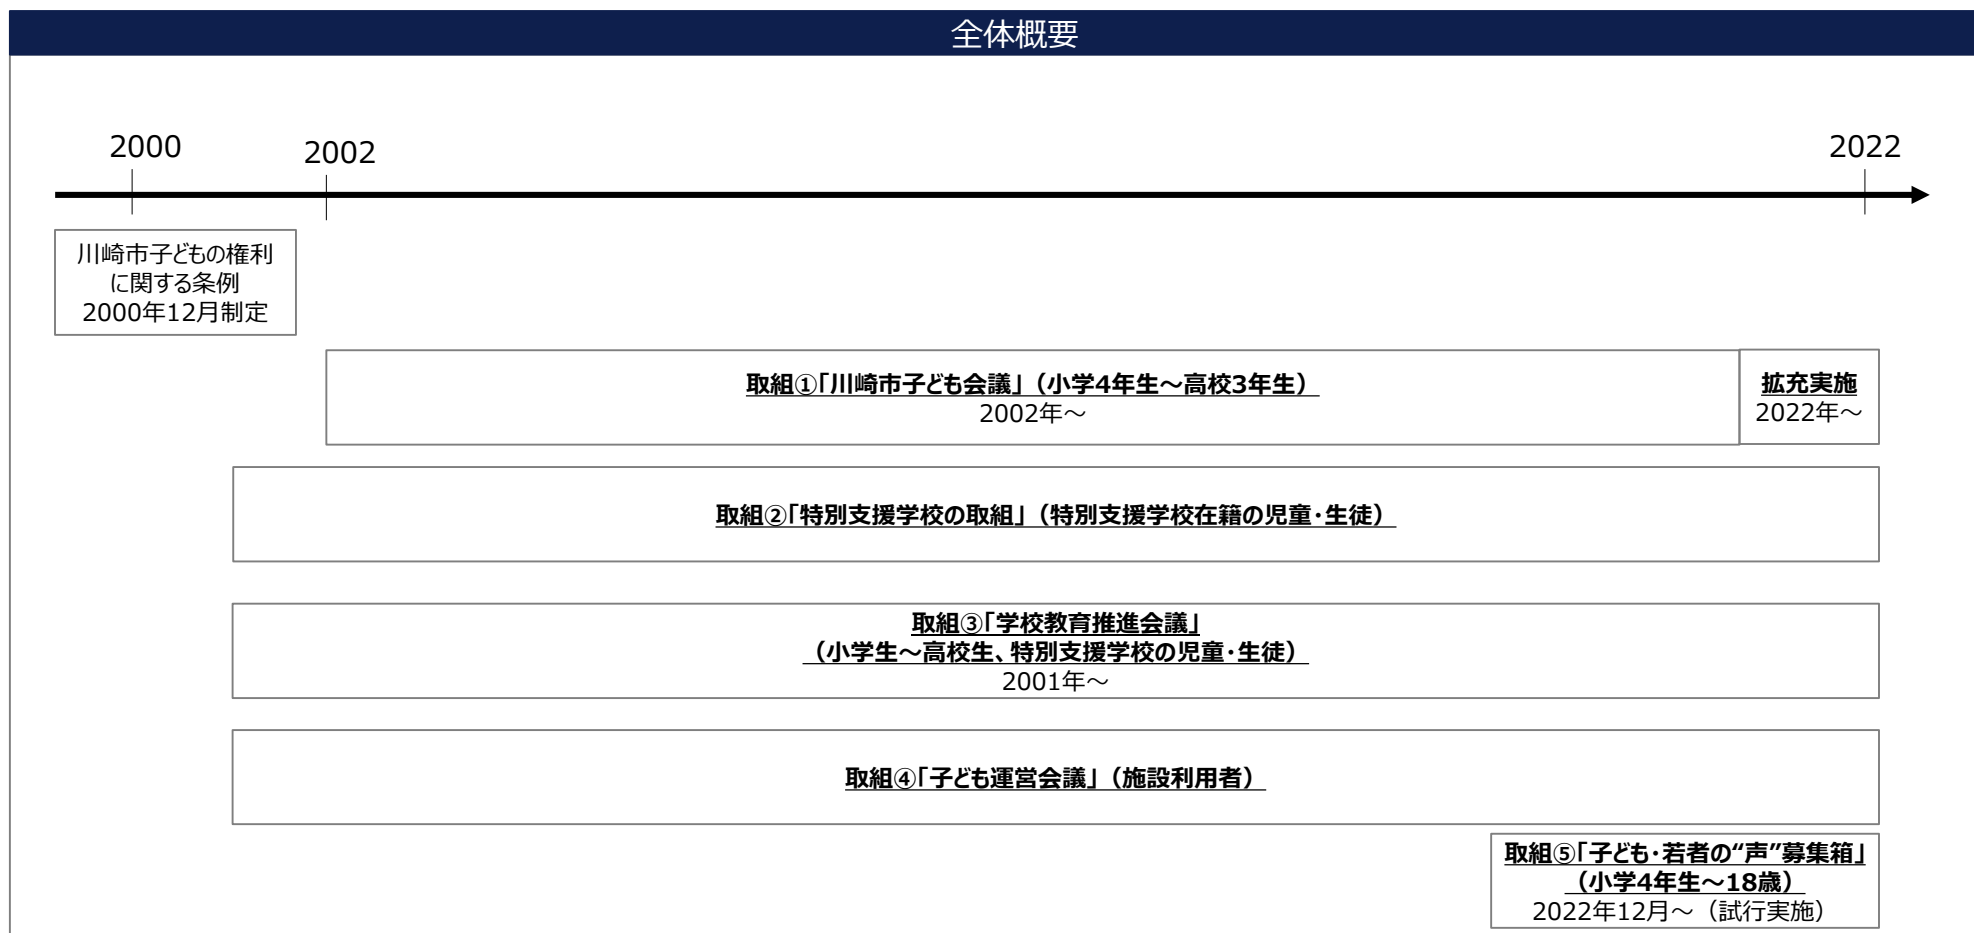 全体概要
2000
2002
2022
川崎市子どもの権利
に関する条例
2000年12月制定
取組①「川崎市子ども会議」（小学4年生～高校3年生）
2002年～
拡充実施
2022年～
取組②「特別支援学校の取組」（特別支援学校在籍の児童・生徒）
取組③「学校教育推進会議」
（小学生～高校生、特別支援学校の児童・生徒）
2001年～
取組④「子ども運営会議」（施設利用者）
取組⑤「子ども・若者の“声”募集箱」
（小学4年生～18歳）
2022年12月～（試行実施）